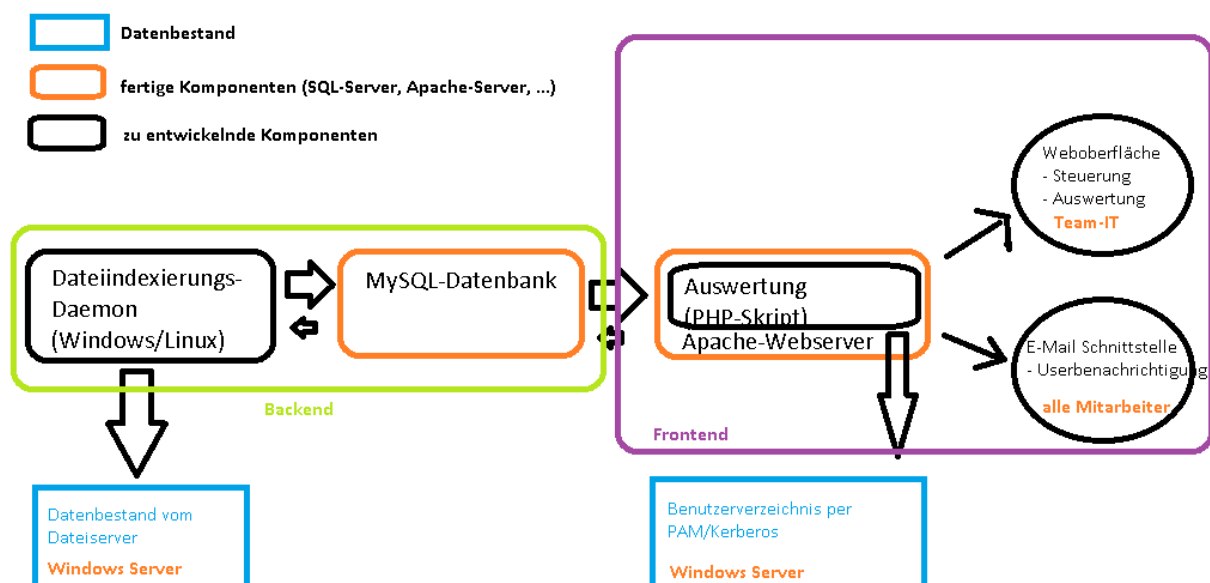 Datenbestand
fertige Komponenten (SQL-Server, Apache-Server, ...)
zu entwickelnde Komponenten
Dateiindexierungs-
Daemon
(Windows/Linux)
MySQL-Datenbank
Backend
Auswertung
(PHP-Skript)
Apache-Webserver
Frontend
Weboberfläche
- Steuerung
- Auswertung
Team-IT
E-Mail Schnittstelle
- Userbenachrichtigung
alle Mitarbeiter
Datenbestand vom
Dateiserver
Windows Server
Benutzerverzeichnis per
PAM/Kerberos
Windows Server